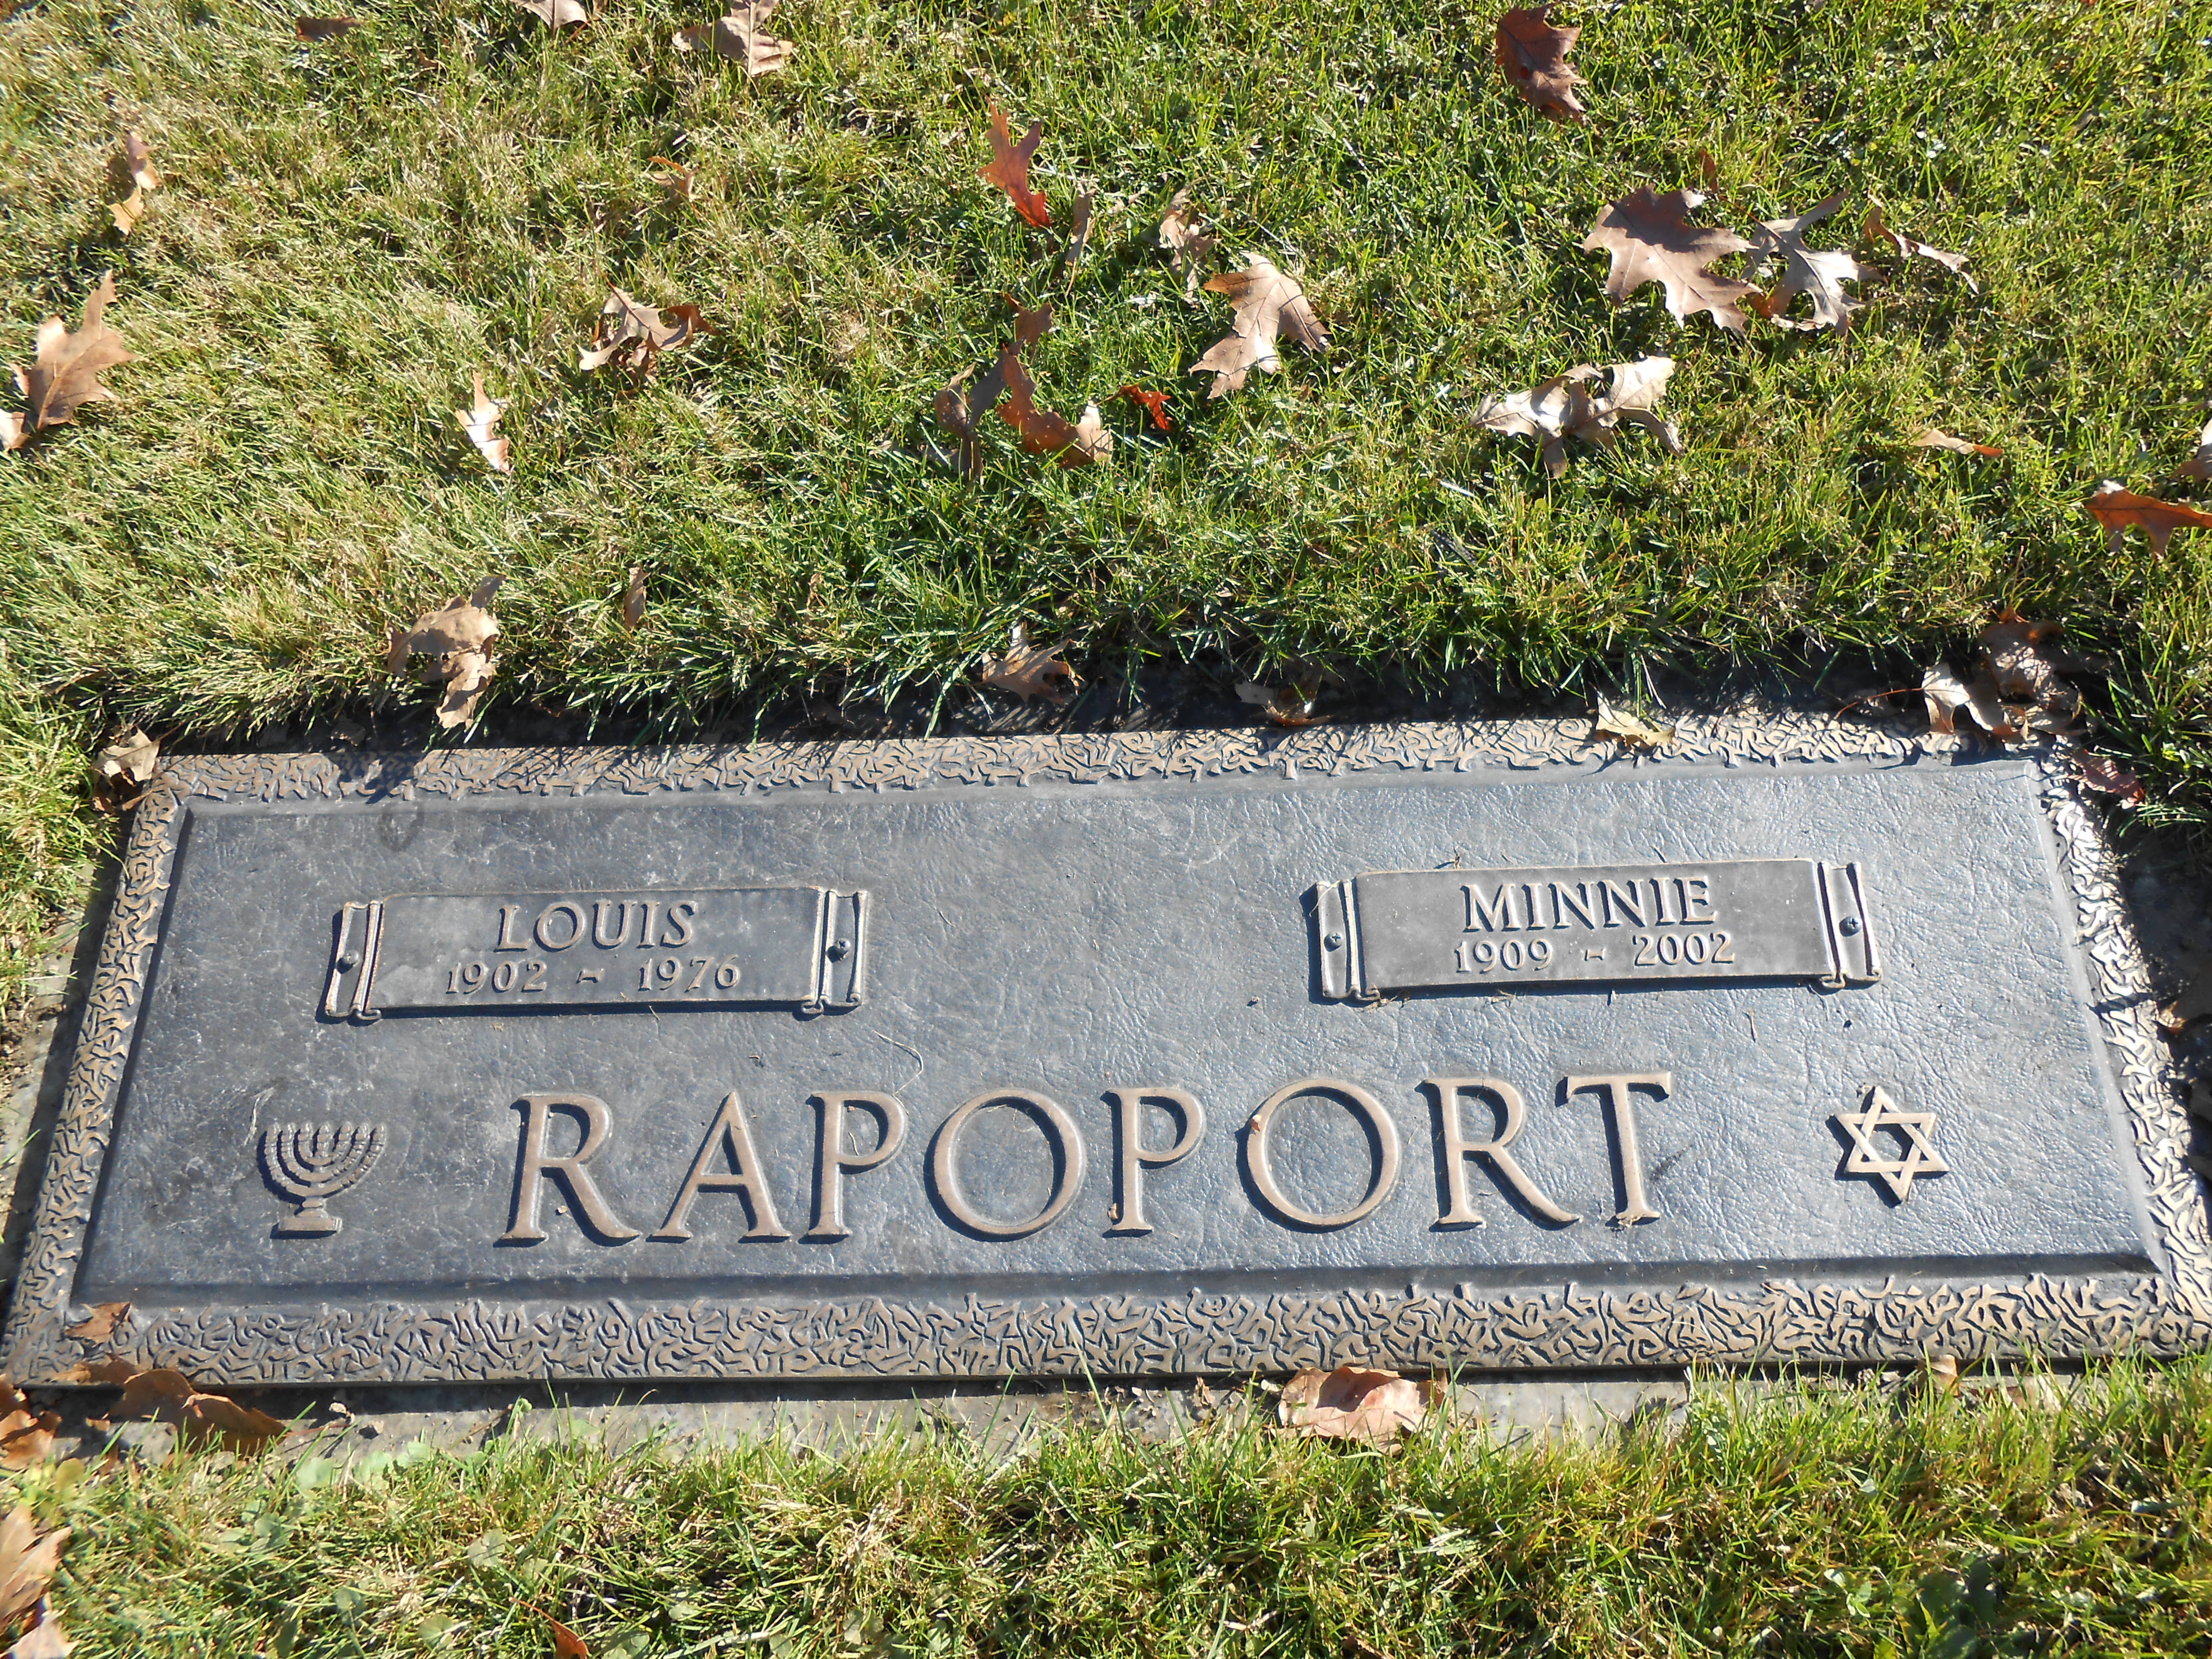 LOUIS
1902 - 1976
MINNIE
1909 - 2002
RAPOPORT